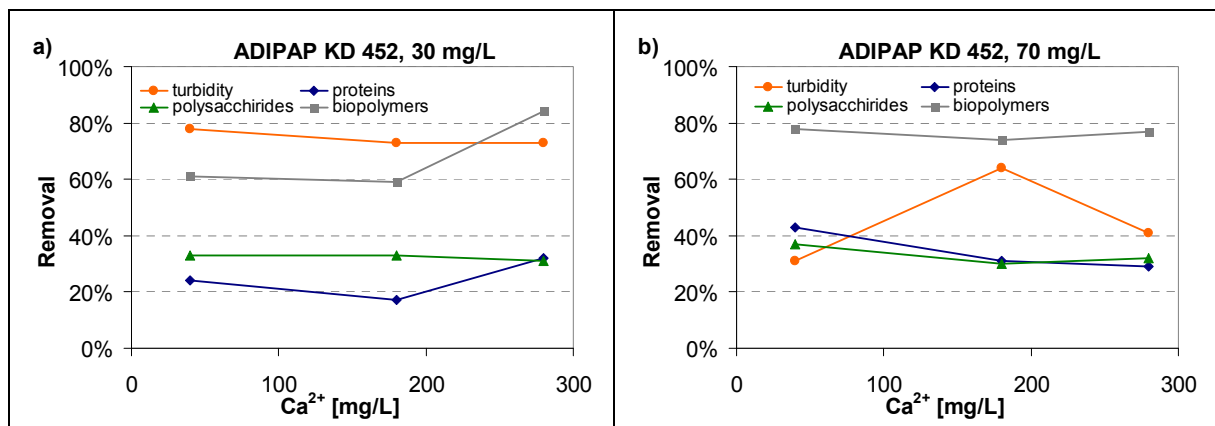 a)
ADIPAP KD 452, 30 mg/L
turbidity
proteins
polysacchirides
biopolymers
100%
80%
60%
40%
20%
0%
Removal
0
100
200
300
Ca²⁺ [mg/L]
b)
ADIPAP KD 452, 70 mg/L
turbidity
proteins
polysacchirides
biopolymers
100%
80%
60%
40%
20%
0%
Removal
0
100
200
300
Ca²⁺ [mg/L]